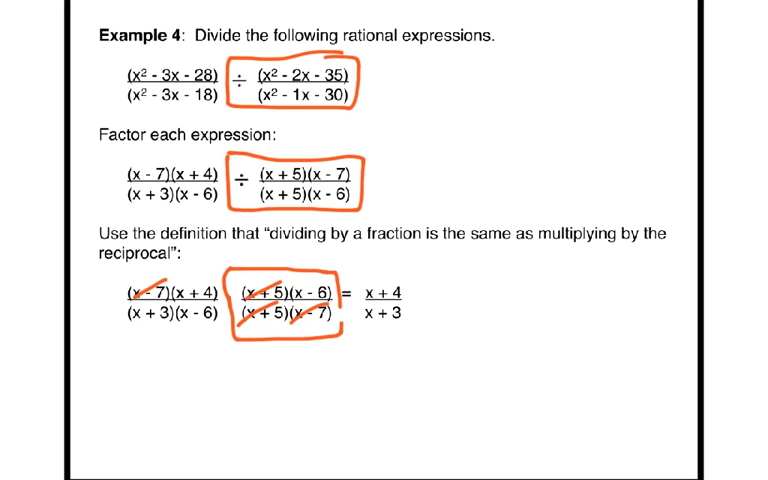 Example 4: Divide the following rational expressions.
(x² - 3x - 28) ÷ (x² - 2x - 35)
(x² - 3x - 18) (x² - 1x - 30)
Factor each expression:
(x - 7)(x + 4) ÷ (x + 5)(x - 7)
(x + 3)(x - 6) (x + 5)(x - 6)
Use the definition that “dividing by a fraction is the same as multiplying by the
reciprocal”:
(x - 7)(x + 4) (x + 5)(x - 6) = x + 4
(x + 3)(x - 6) (x + 5)(x - 7) x + 3